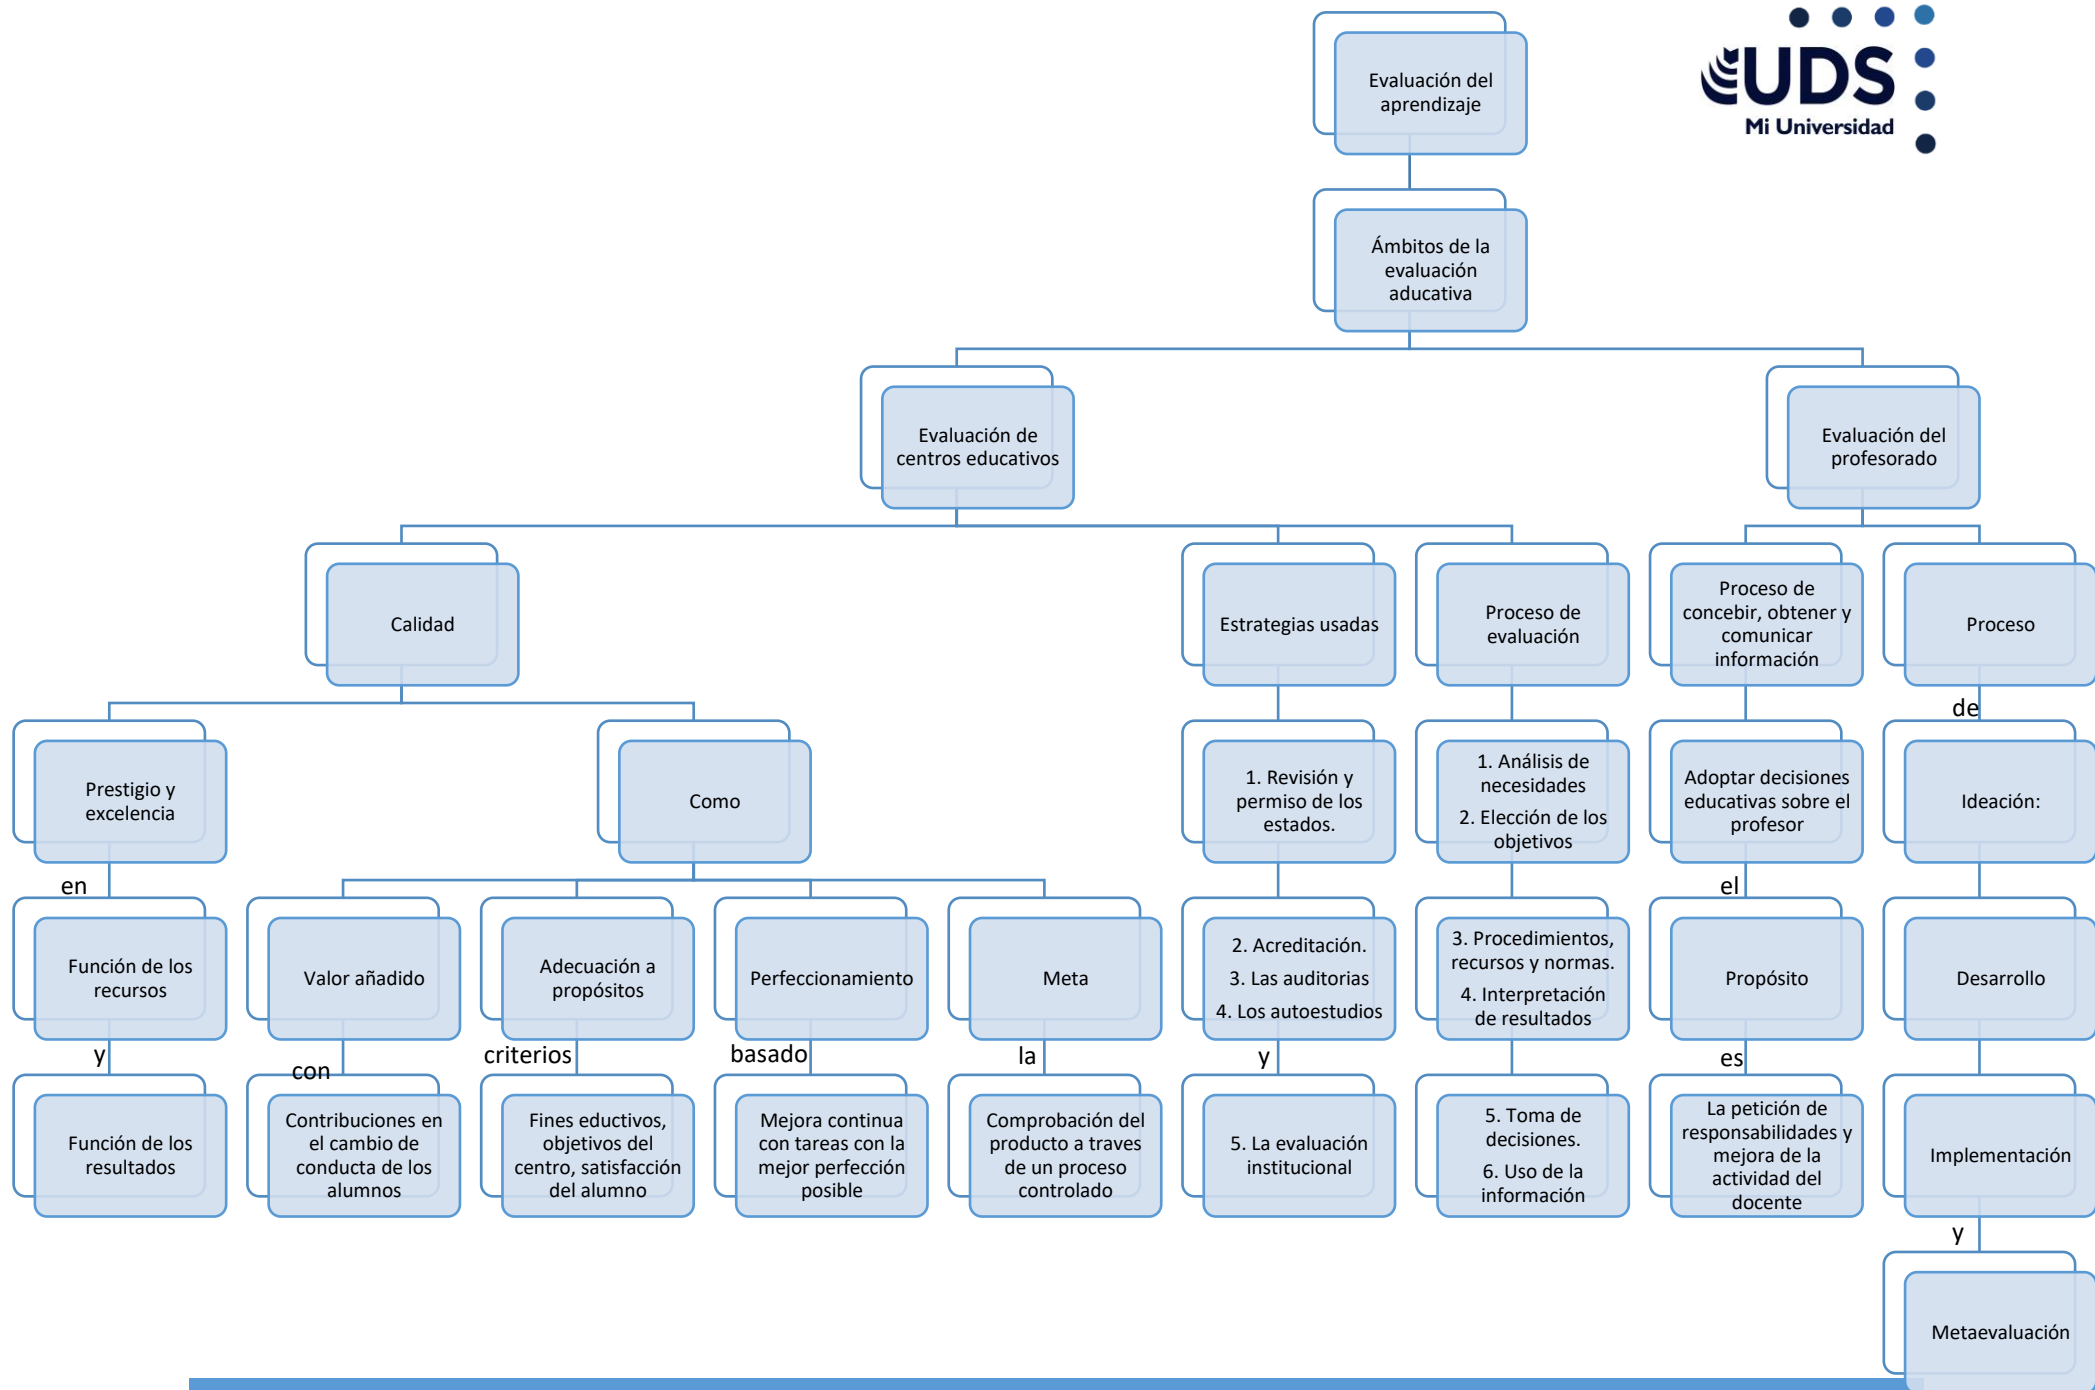 UDS
Mi Universidad
Evaluación del
aprendizaje
Ámbitos de la
evaluación
aducativa
Evaluación de
centros educativos
Evaluación del
profesorado
Calidad
Estrategias usadas
Proceso de
evaluación
Proceso de
concebir, obtener y
comunicar
información
Proceso
de
Prestigio y
excelencia
Como
1. Revisión y
permiso de los
estados.
1. Análisis de
necesidades
2. Elección de los
objetivos
Adoptar decisiones
educativas sobre el
profesor
Ideación:
en
el
Función de los
recursos
Valor añadido
Adecuación a
propósitos
Perfeccionamiento
Meta
2. Acreditación.
3. Las auditorias
4. Los autoestudios
3. Procedimientos,
recursos y normas.
4. Interpretación
de resultados
Propósito
Desarrollo
y
con
criterios
basado
la
y
es
Función de los
resultados
Contribuciones en
el cambio de
conducta de los
alumnos
Fines eductivos,
objetivos del
centro, satisfacción
del alumno
Mejora continua
con tareas con la
mejor perfección
posible
Comprobación del
producto a traves
de un proceso
controlado
5. La evaluación
institucional
5. Toma de
decisiones.
6. Uso de la
información
La petición de
responsabilidades y
mejora de la
actividad del
docente
Implementación
y
Metaevaluación